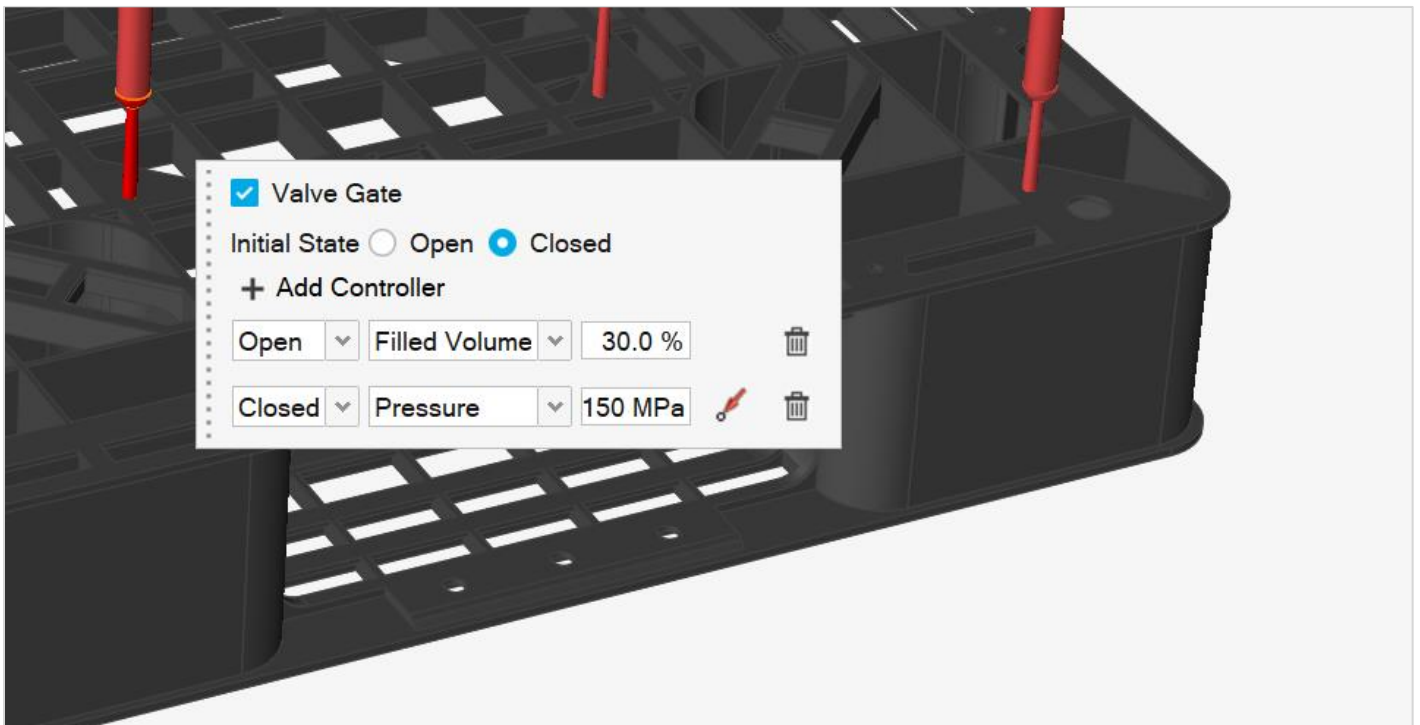 Valve Gate
Initial State Open Closed
+ Add Controller
Open Filled Volume 30.0 %
Closed Pressure 150 MPa